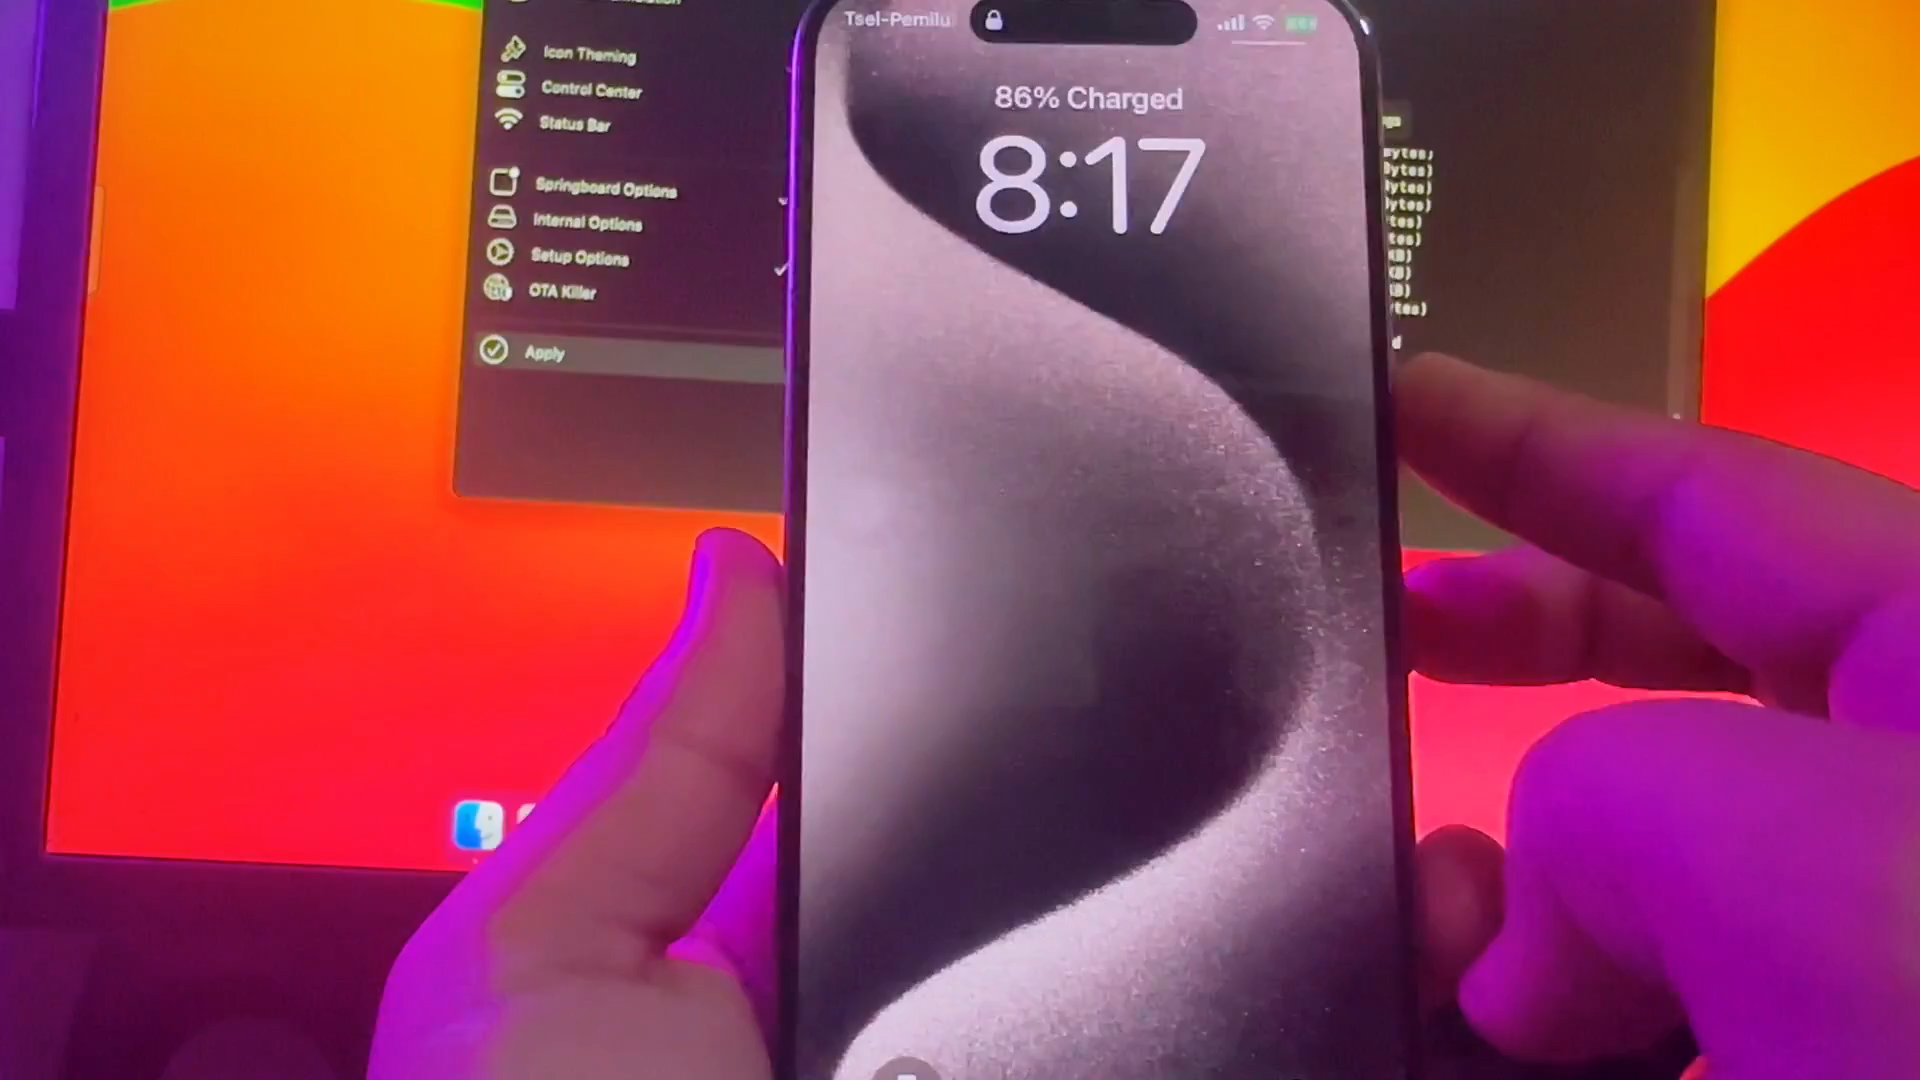 Tsel-Pemilu
86% Charged
8:17
Icon Theming
Control Center
Status Bar
Springboard Options
Internal Options
Setup Options
OTA Killer
Apply